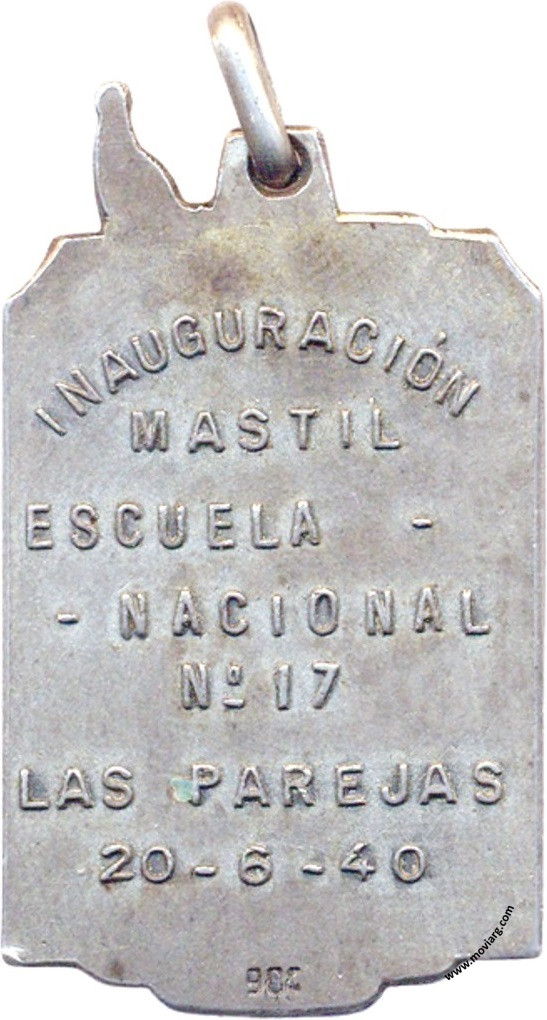 INAUGURACIÓN
MASTIL
ESCUELA -
- NACIONAL
Nº 17
LAS PAREJAS
20-6-40
www.moviarg.com